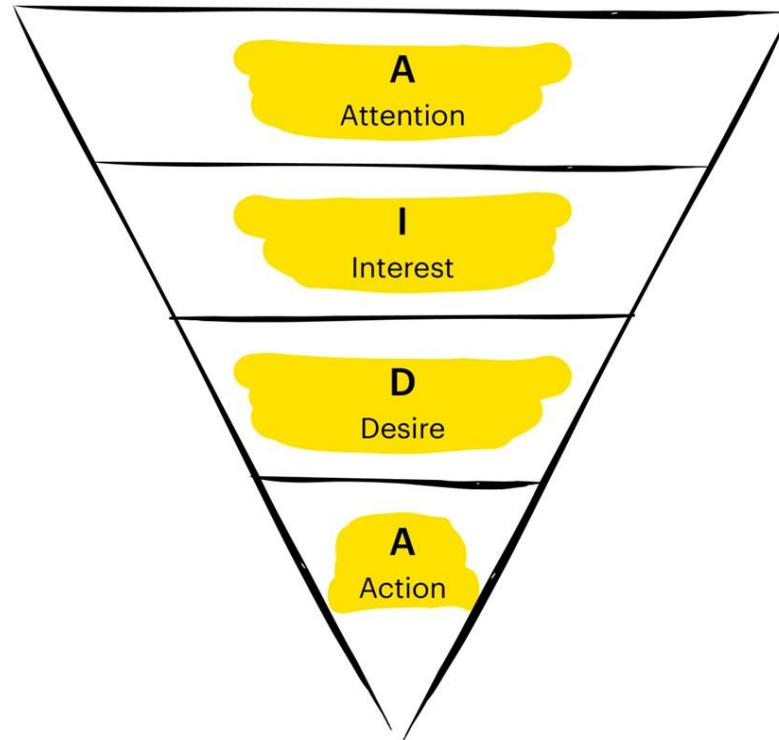 A
Attention
I
Interest
D
Desire
A
Action